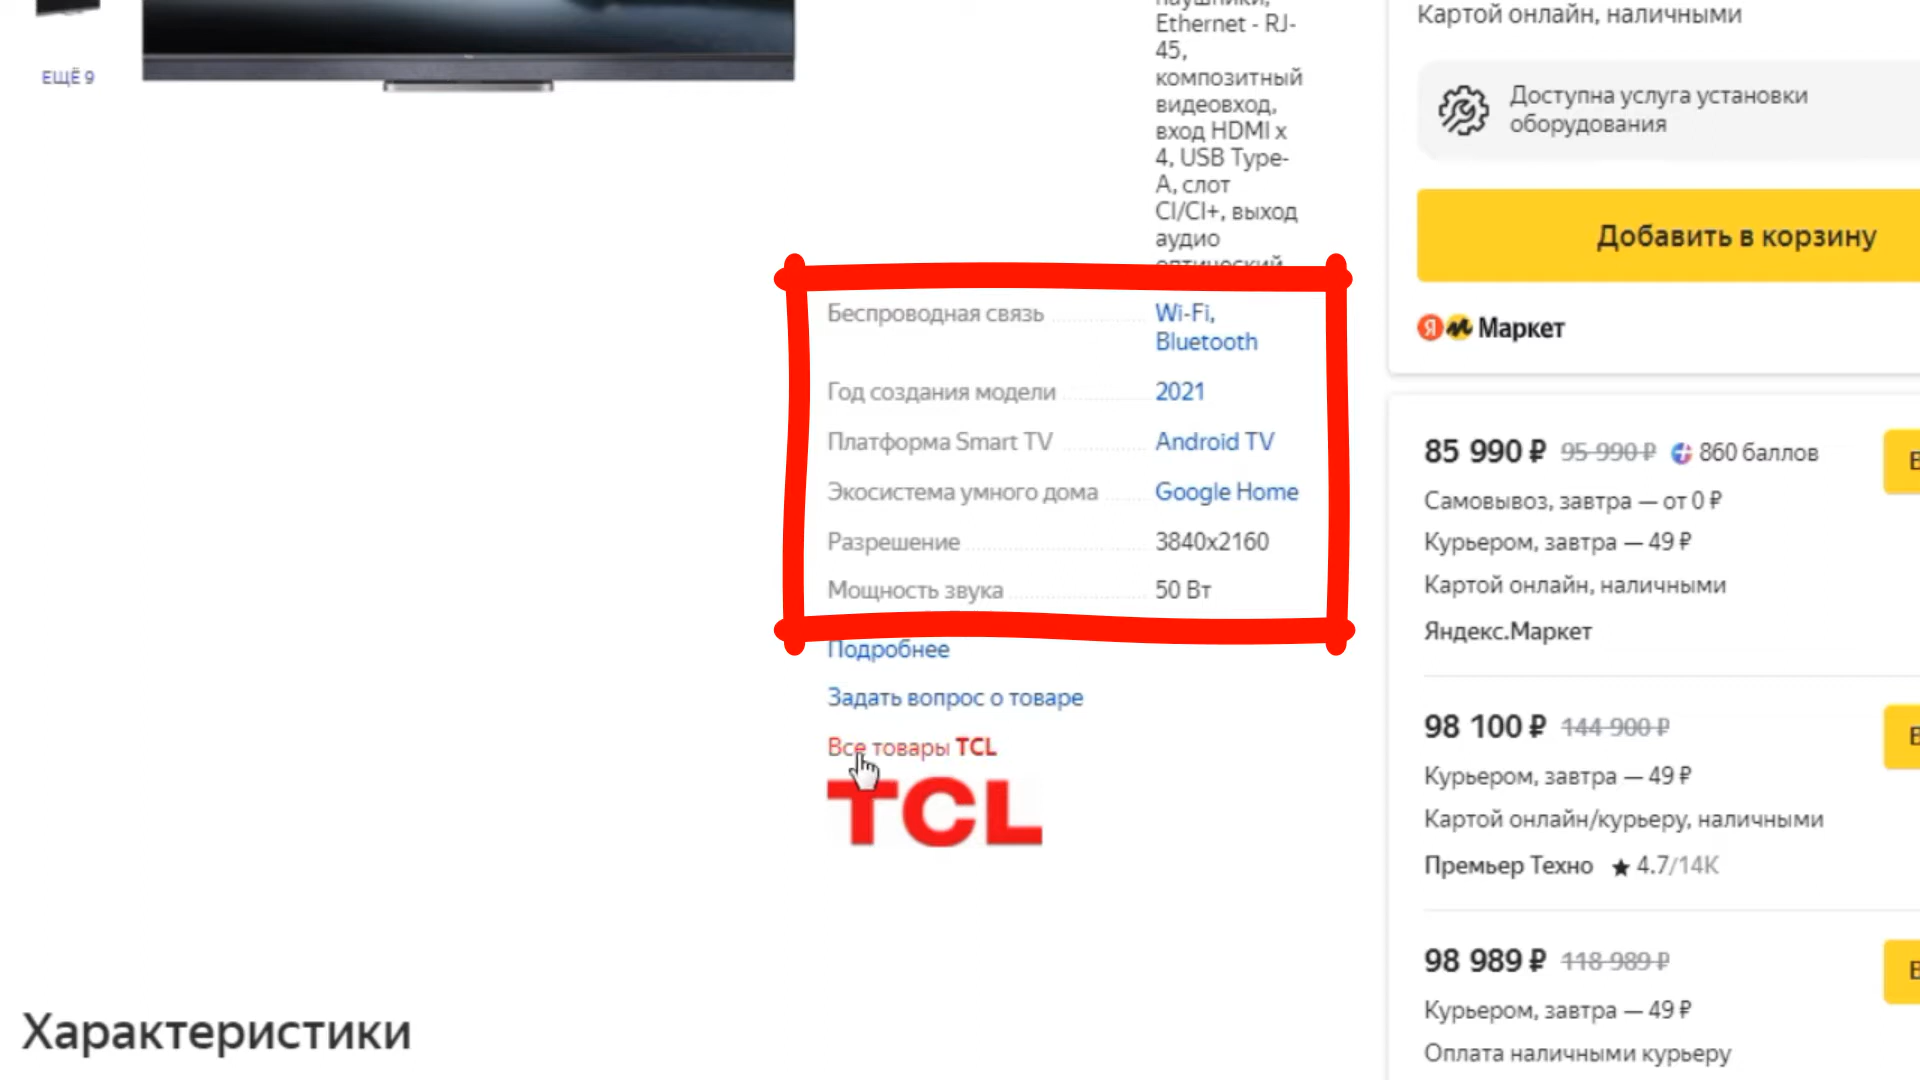 ЕЩЁ 9
наушники,
Ethernet - RJ-
45,
композитный
видеовход,
вход HDMI x
4, USB Type-
A, слот
CI/CI+, выход
аудио
оптический
Беспроводная связь
Wi-Fi,
Bluetooth
Год создания модели 2021
Платформа Smart TV Android TV
Экосистема умного дома Google Home
Разрешение 3840x2160
Мощность звука 50 Вт
Подробнее
Задать вопрос о товаре
Все товары TCL
TCL
Характеристики
Картой онлайн, наличными
Доступна услуга установки
оборудования
Добавить в корзину
Я М Маркет
85 990 ₽ 95 990 ₽ 860 баллов
Самовывоз, завтра — от 0 ₽
Курьером, завтра — 49 ₽
Картой онлайн, наличными
Яндекс.Маркет
98 100 ₽ 144 900 ₽
Курьером, завтра — 49 ₽
Картой онлайн/курьеру, наличными
Премьер Техно ★ 4.7/14K
98 989 ₽ 118 989 ₽
Курьером, завтра — 49 ₽
Оплата наличными курьеру